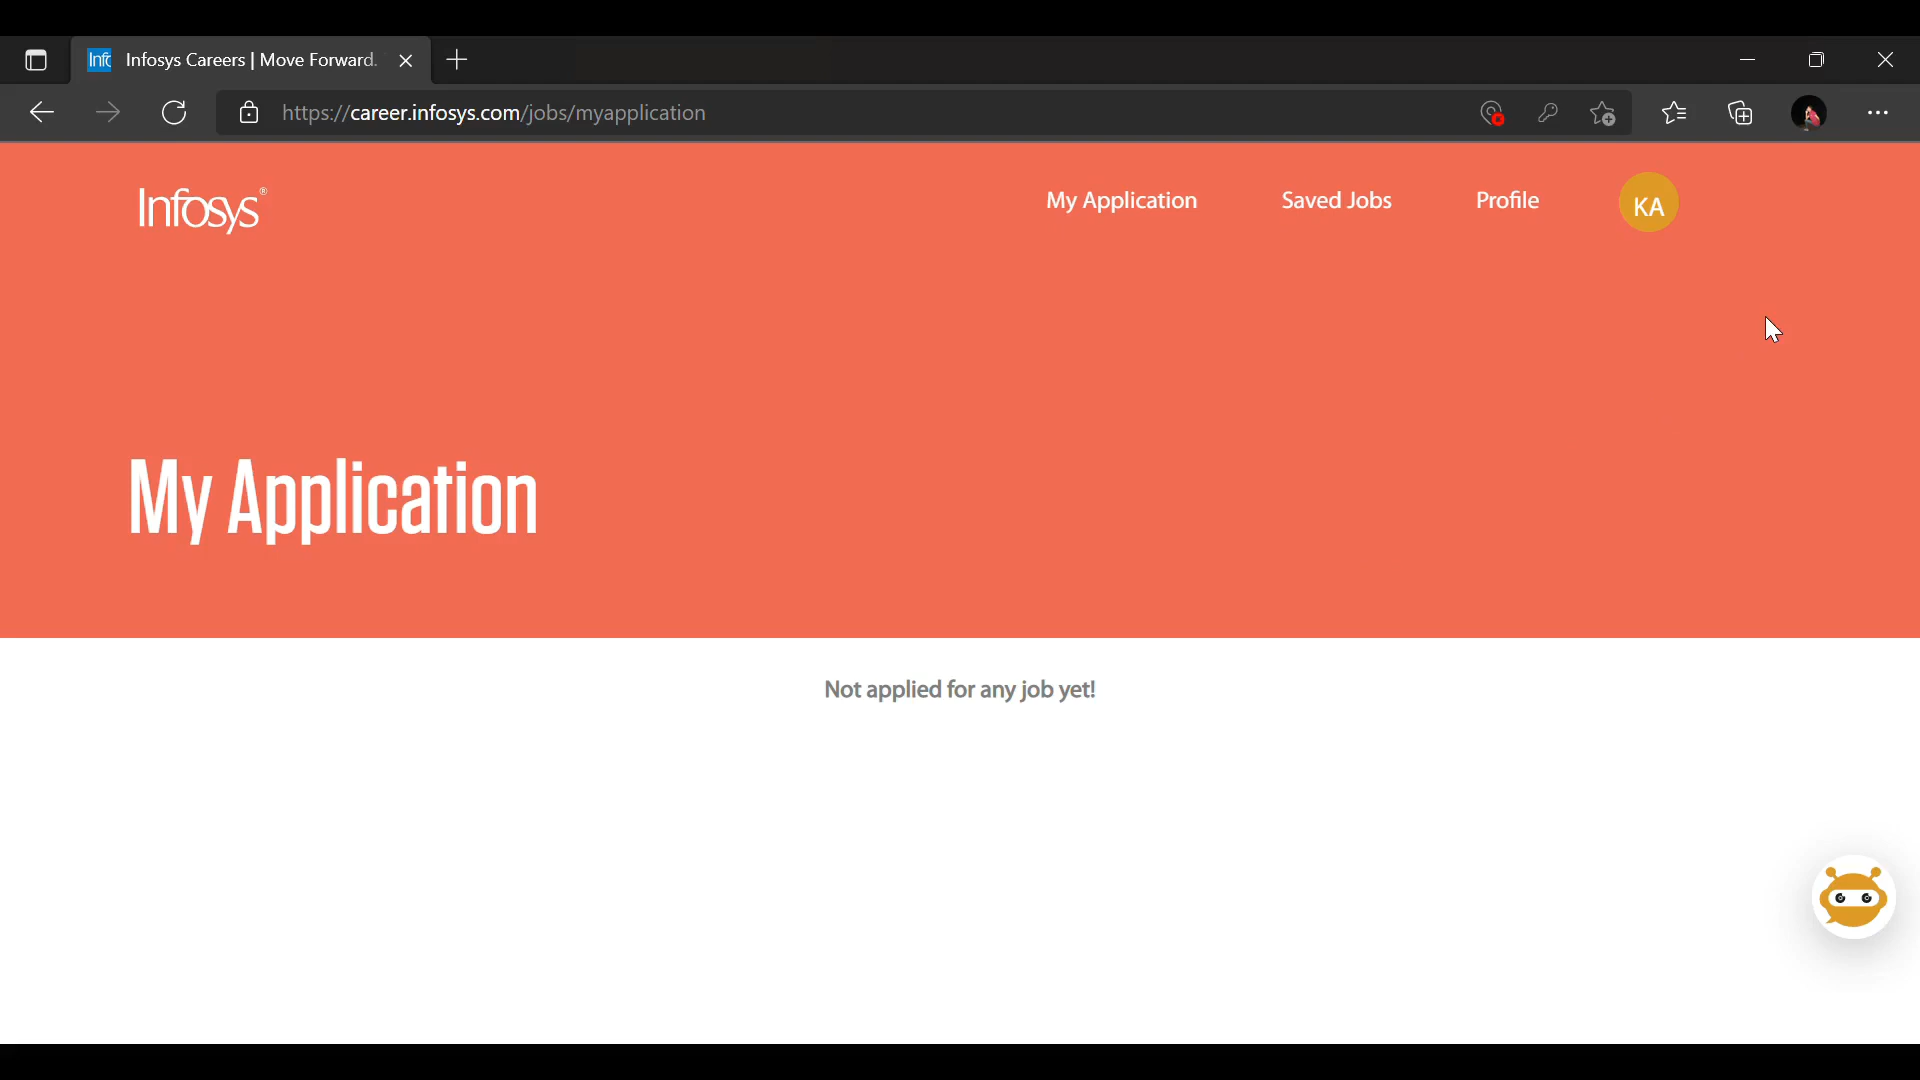 Infosys Careers | Move Forward.
https://career.infosys.com/jobs/myapplication
Infosys®
My Application
Saved Jobs
Profile
KA
My Application
Not applied for any job yet!